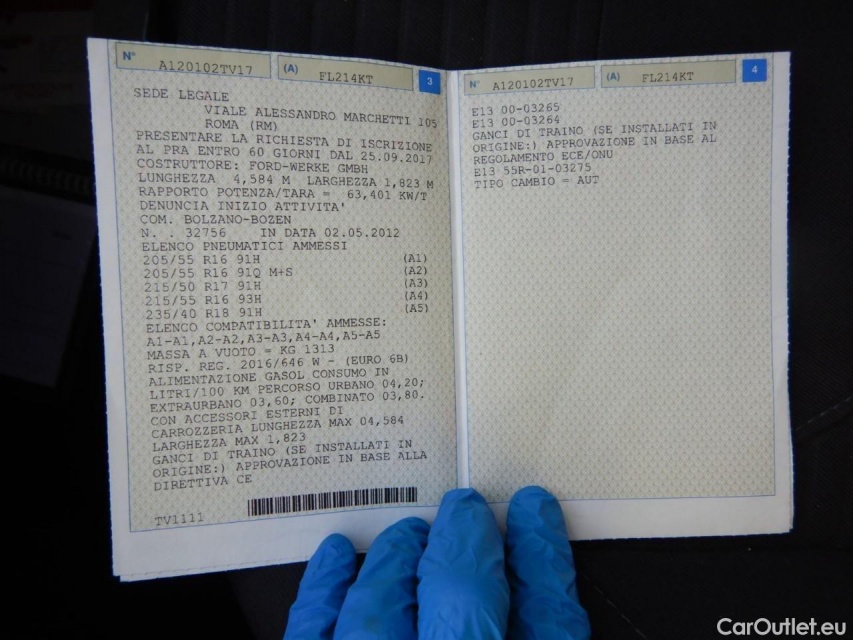 N° A120102TV17 (A) FL214KT 3
SEDE LEGALE
VIALE ALESSANDRO MARCHETTI 105
ROMA (RM)
PRESENTARE LA RICHIESTA DI ISCRIZIONE
AL PRA ENTRO 60 GIORNI DAL 25.09.2017
COSTRUTTORE: FORD-WERKE GMBH
LUNGHEZZA 4,584 M LARGHEZZA 1,823 M
RAPPORTO POTENZA/TARA = 63,401 KW/T
DENUNCIA INIZIO ATTIVITA'
COM. BOLZANO-BOZEN
N. . 32756 IN DATA 02.05.2012
ELENCO PNEUMATICI AMMESSI
205/55 R16 91H (A1)
205/55 R16 91Q M+S (A2)
215/50 R17 91H (A3)
215/55 R16 93H (A4)
235/40 R18 91H (A5)
ELENCO COMPATIBILITA' AMMESSE:
A1-A1,A2-A2,A3-A3,A4-A4,A5-A5
MASSA A VUOTO = KG 1313
RISP. REG. 2016/646 W - (EURO 6B)
ALIMENTAZIONE GASOL CONSUMO IN
LITRI/100 KM PERCORSO URBANO 04,20;
EXTRAURBANO 03,60; COMBINATO 03,80.
CON ACCESSORI ESTERNI DI
CARROZZERIA LUNGHEZZA MAX 04,584
LARGHEZZA MAX 1,823
GANCI DI TRAINO (SE INSTALLATI IN
ORIGINE:) APPROVAZIONE IN BASE ALLA
DIRETTIVA CE
TV1111
N° A120102TV17 (A) FL214KT 4
E13 00-03265
E13 00-03264
GANCI DI TRAINO (SE INSTALLATI IN
ORIGINE:) APPROVAZIONE IN BASE AL
REGOLAMENTO ECE/ONU
E13 55R-01-03275
TIPO CAMBIO = AUT
CarOutlet.eu